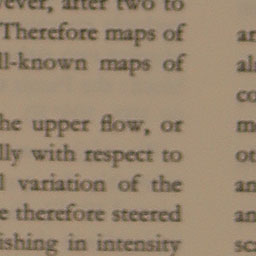 after two to
Therefore maps of
ll-known maps of
he upper flow, or
lly with respect to
l variation of the
e therefore steered
ishing in intensity
ar
al
co
m
ot
an
an
sc